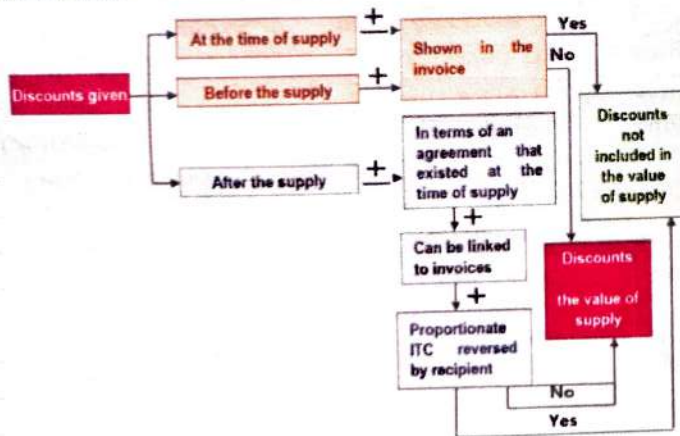 At the time of supply
+
Shown in the
invoice
Yes
No
Discounts given
Before the supply
+
Discounts
not
included in
the value
of supply
After the supply
+
In terms of an
agreement that
existed at the
time of supply
+
Can be linked
to invoices
+
Discounts
the value of
supply
Proportionate
ITC reversed
by recipient
No
Yes